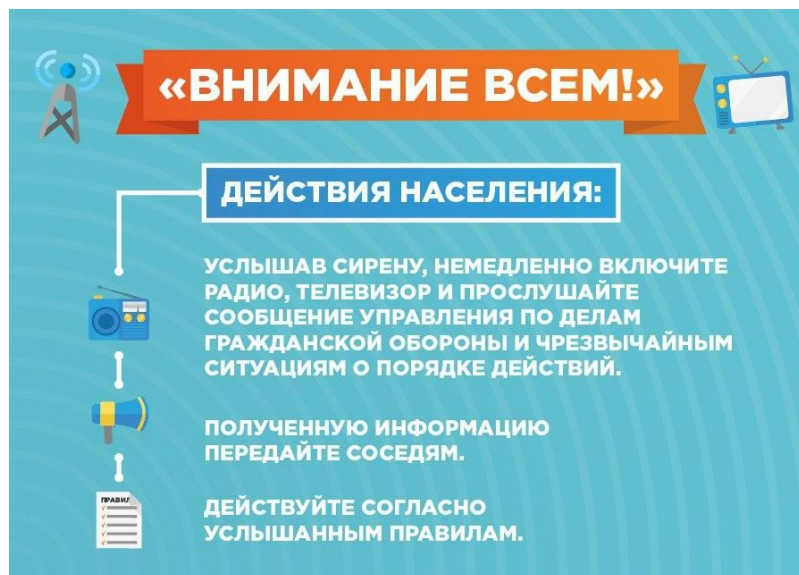 «ВНИМАНИЕ ВСЕМ!»
ДЕЙСТВИЯ НАСЕЛЕНИЯ:
УСЛЫШАВ СИРЕНУ, НЕМЕДЛЕННО ВКЛЮЧИТЕ
РАДИО, ТЕЛЕВИЗОР И ПРОСЛУШАЙТЕ
СООБЩЕНИЕ УПРАВЛЕНИЯ ПО ДЕЛАМ
ГРАЖДАНСКОЙ ОБОРОНЫ И ЧРЕЗВЫЧАЙНЫМ
СИТУАЦИЯМ О ПОРЯДКЕ ДЕЙСТВИЙ.
ПОЛУЧЕННУЮ ИНФОРМАЦИЮ
ПЕРЕДАЙТЕ СОСЕДЯМ.
ПРАВИЛ
ДЕЙСТВУЙТЕ СОГЛАСНО
УСЛЫШАННЫМ ПРАВИЛАМ.